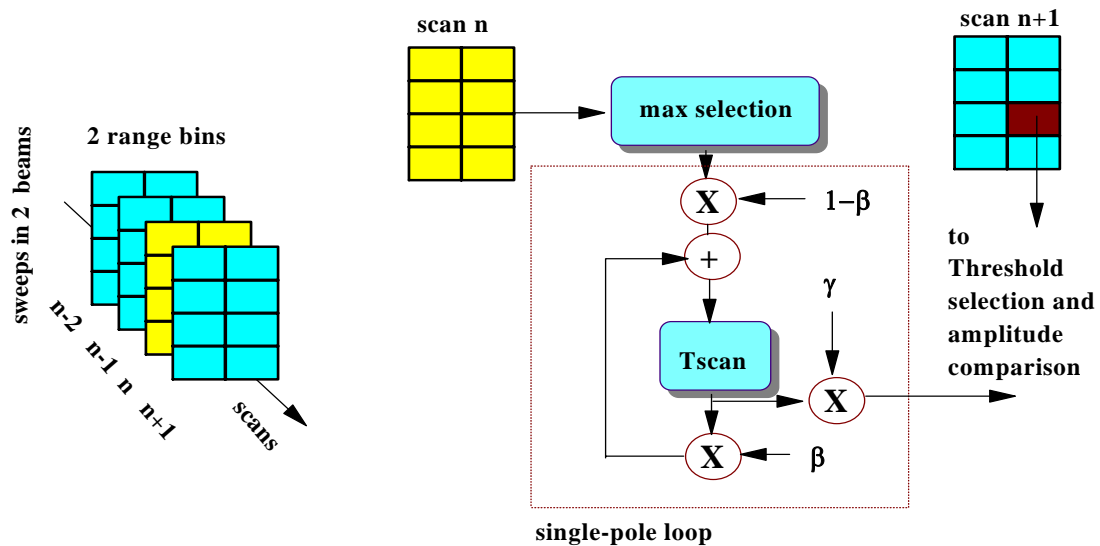 scan n
scan n+1
2 range bins
sweeps in 2 beams
n-2 n-1 n n+1
scans
max selection
X
1−β
+
γ
Tscan
X
X
β
to
Threshold
selection and
amplitude
comparison
single-pole loop